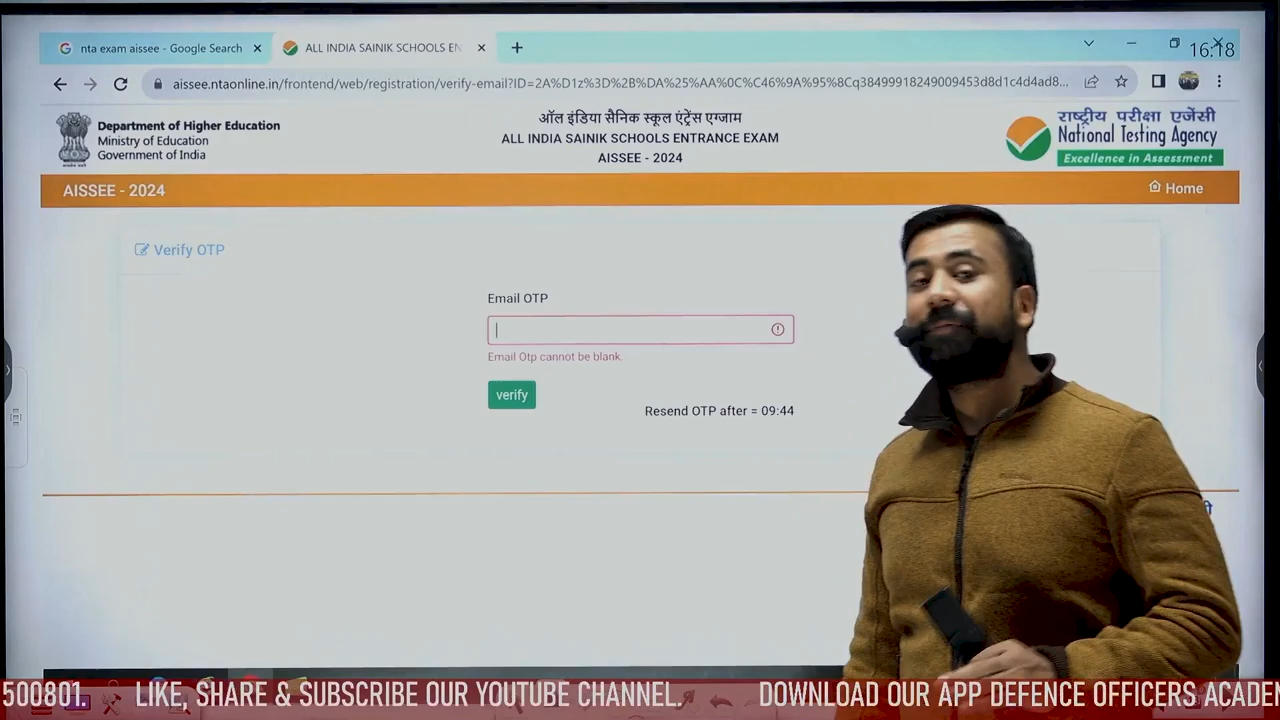 nta exam aissee - Google Search
ALL INDIA SAINIK SCHOOLS EN
16:18
aissee.ntaonline.in/frontend/web/registration/verify-email?ID=2A%D1z%3D%2B%DA%25%AA%0C%C46%9A%95%8Cq38499918249009453d8d1c4d4ad8...
Department of Higher Education
Ministry of Education
Government of India
ऑल इंडिया सैनिक स्कूल एंट्रेंस एग्जाम
ALL INDIA SAINIK SCHOOLS ENTRANCE EXAM
AISSEE - 2024
राष्ट्रीय परीक्षा एजेंसी
National Testing Agency
Excellence in Assessment
AISSEE - 2024
Home
Verify OTP
Email OTP
Email Otp cannot be blank.
verify
Resend OTP after = 09:44
500801. LIKE, SHARE & SUBSCRIBE OUR YOUTUBE CHANNEL. DOWNLOAD OUR APP DEFENCE OFFICERS ACADE